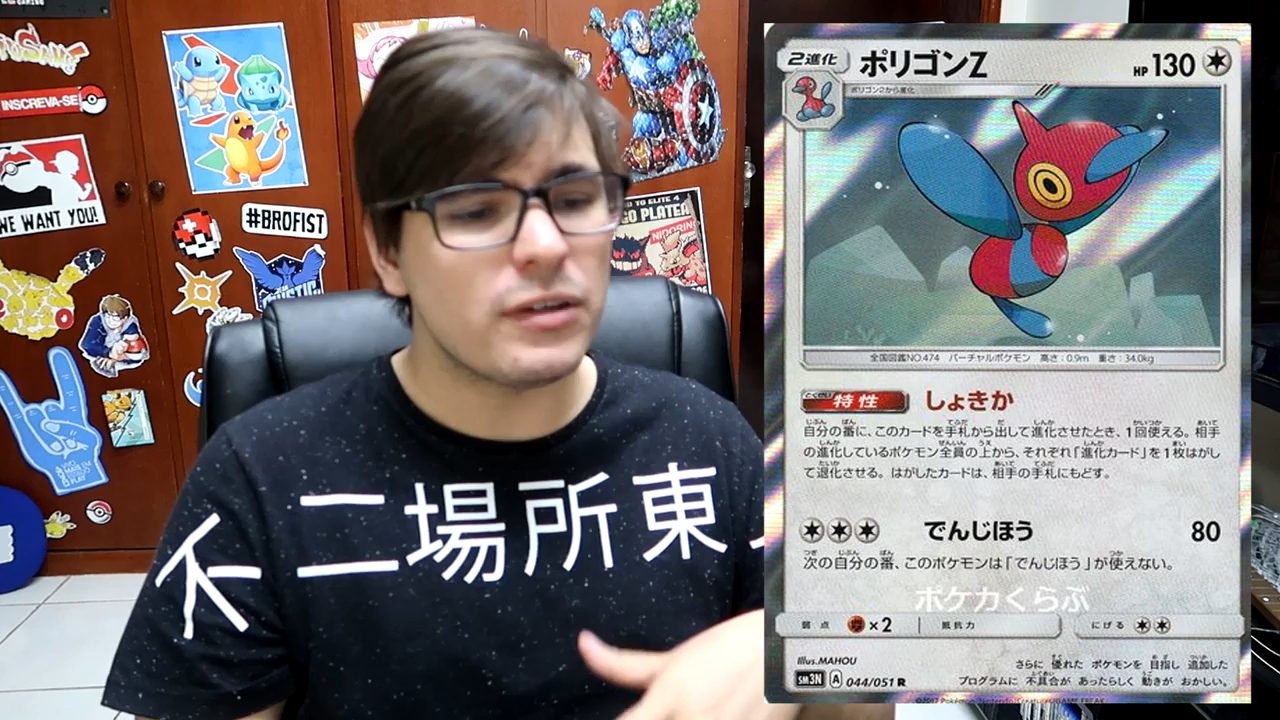 GAMING
INSCREVA-SE
WE WANT YOU!
#BROFIST
MYSTIC
TO ELITE 4
GO PLATEA
NIDORIN
二場所東
2進化 ポリゴンZ HP 130
ポリゴン2から進化
全国図鑑NO.474 バーチャルポケモン 高さ:0.9m 重さ:34.0kg
特性 しょきか
自分の番に、このカードを手札から出して進化させたとき、1回使える。相手
の進化しているポケモン全員の上から、それぞれ「進化カード」を1枚はがし
て退化させる。はがしたカードは、相手の手札にもどす。
でんじほう 80
次の自分の番、このポケモンは「でんじほう」が使えない。
ポケカくらぶ
弱点 ×2 抵抗力 にげる
Illus.MAHOU
SM3N A 044/051 R
さらに 優れた ポケモンを 目指し 追加した
プログラムに 不具合が あったらしく 動きが おかしい。